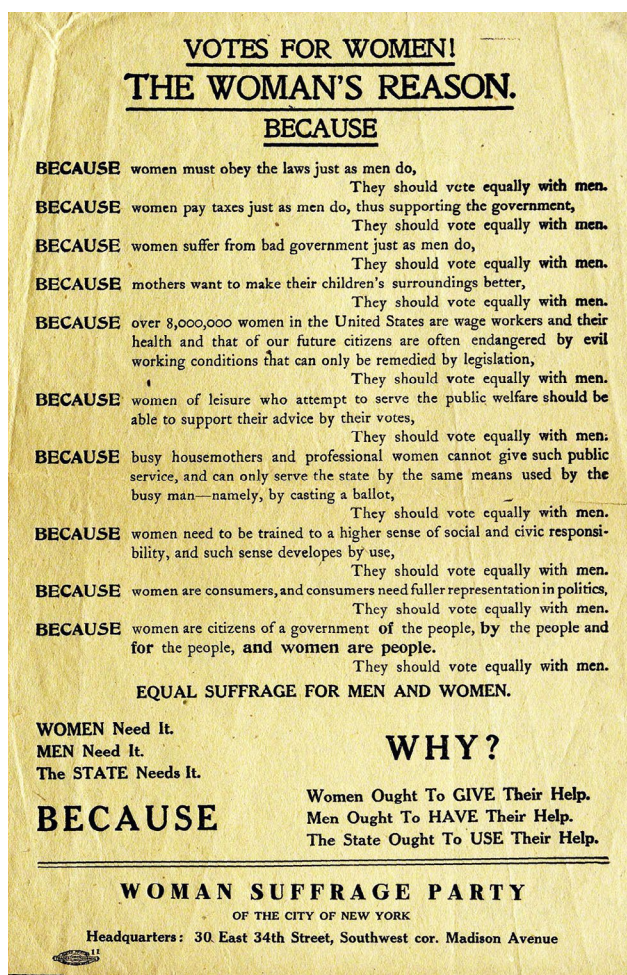 VOTES FOR WOMEN!
THE WOMAN'S REASON.
BECAUSE
BECAUSE women must obey the laws just as men do,
They should vote equally with men.
BECAUSE women pay taxes just as men do, thus supporting the government,
They should vote equally with men.
BECAUSE women suffer from bad government just as men do,
They should vote equally with men.
BECAUSE mothers want to make their children's surroundings better,
They should vote equally with men.
BECAUSE over 8,000,000 women in the United States are wage workers and their
health and that of our future citizens are often endangered by evil
working conditions that can only be remedied by legislation,
They should vote equally with men.
BECAUSE women of leisure who attempt to serve the public welfare should be
able to support their advice by their votes,
They should vote equally with men.
BECAUSE busy housemothers and professional women cannot give such public
service, and can only serve the state by the same means used by the
busy man—namely, by casting a ballot,
They should vote equally with men.
BECAUSE women need to be trained to a higher sense of social and civic responsi-
bility, and such sense developes by use,
They should vote equally with men.
BECAUSE women are consumers, and consumers need fuller representation in politics,
They should vote equally with men.
BECAUSE women are citizens of a government of the people, by the people and
for the people, and women are people.
They should vote equally with men.
EQUAL SUFFRAGE FOR MEN AND WOMEN.
WOMEN Need It.
MEN Need It.
The STATE Needs It.
WHY?
BECAUSE
Women Ought To GIVE Their Help.
Men Ought To HAVE Their Help.
The State Ought To USE Their Help.
WOMAN SUFFRAGE PARTY
OF THE CITY OF NEW YORK
Headquarters: 30 East 34th Street, Southwest cor. Madison Avenue
11